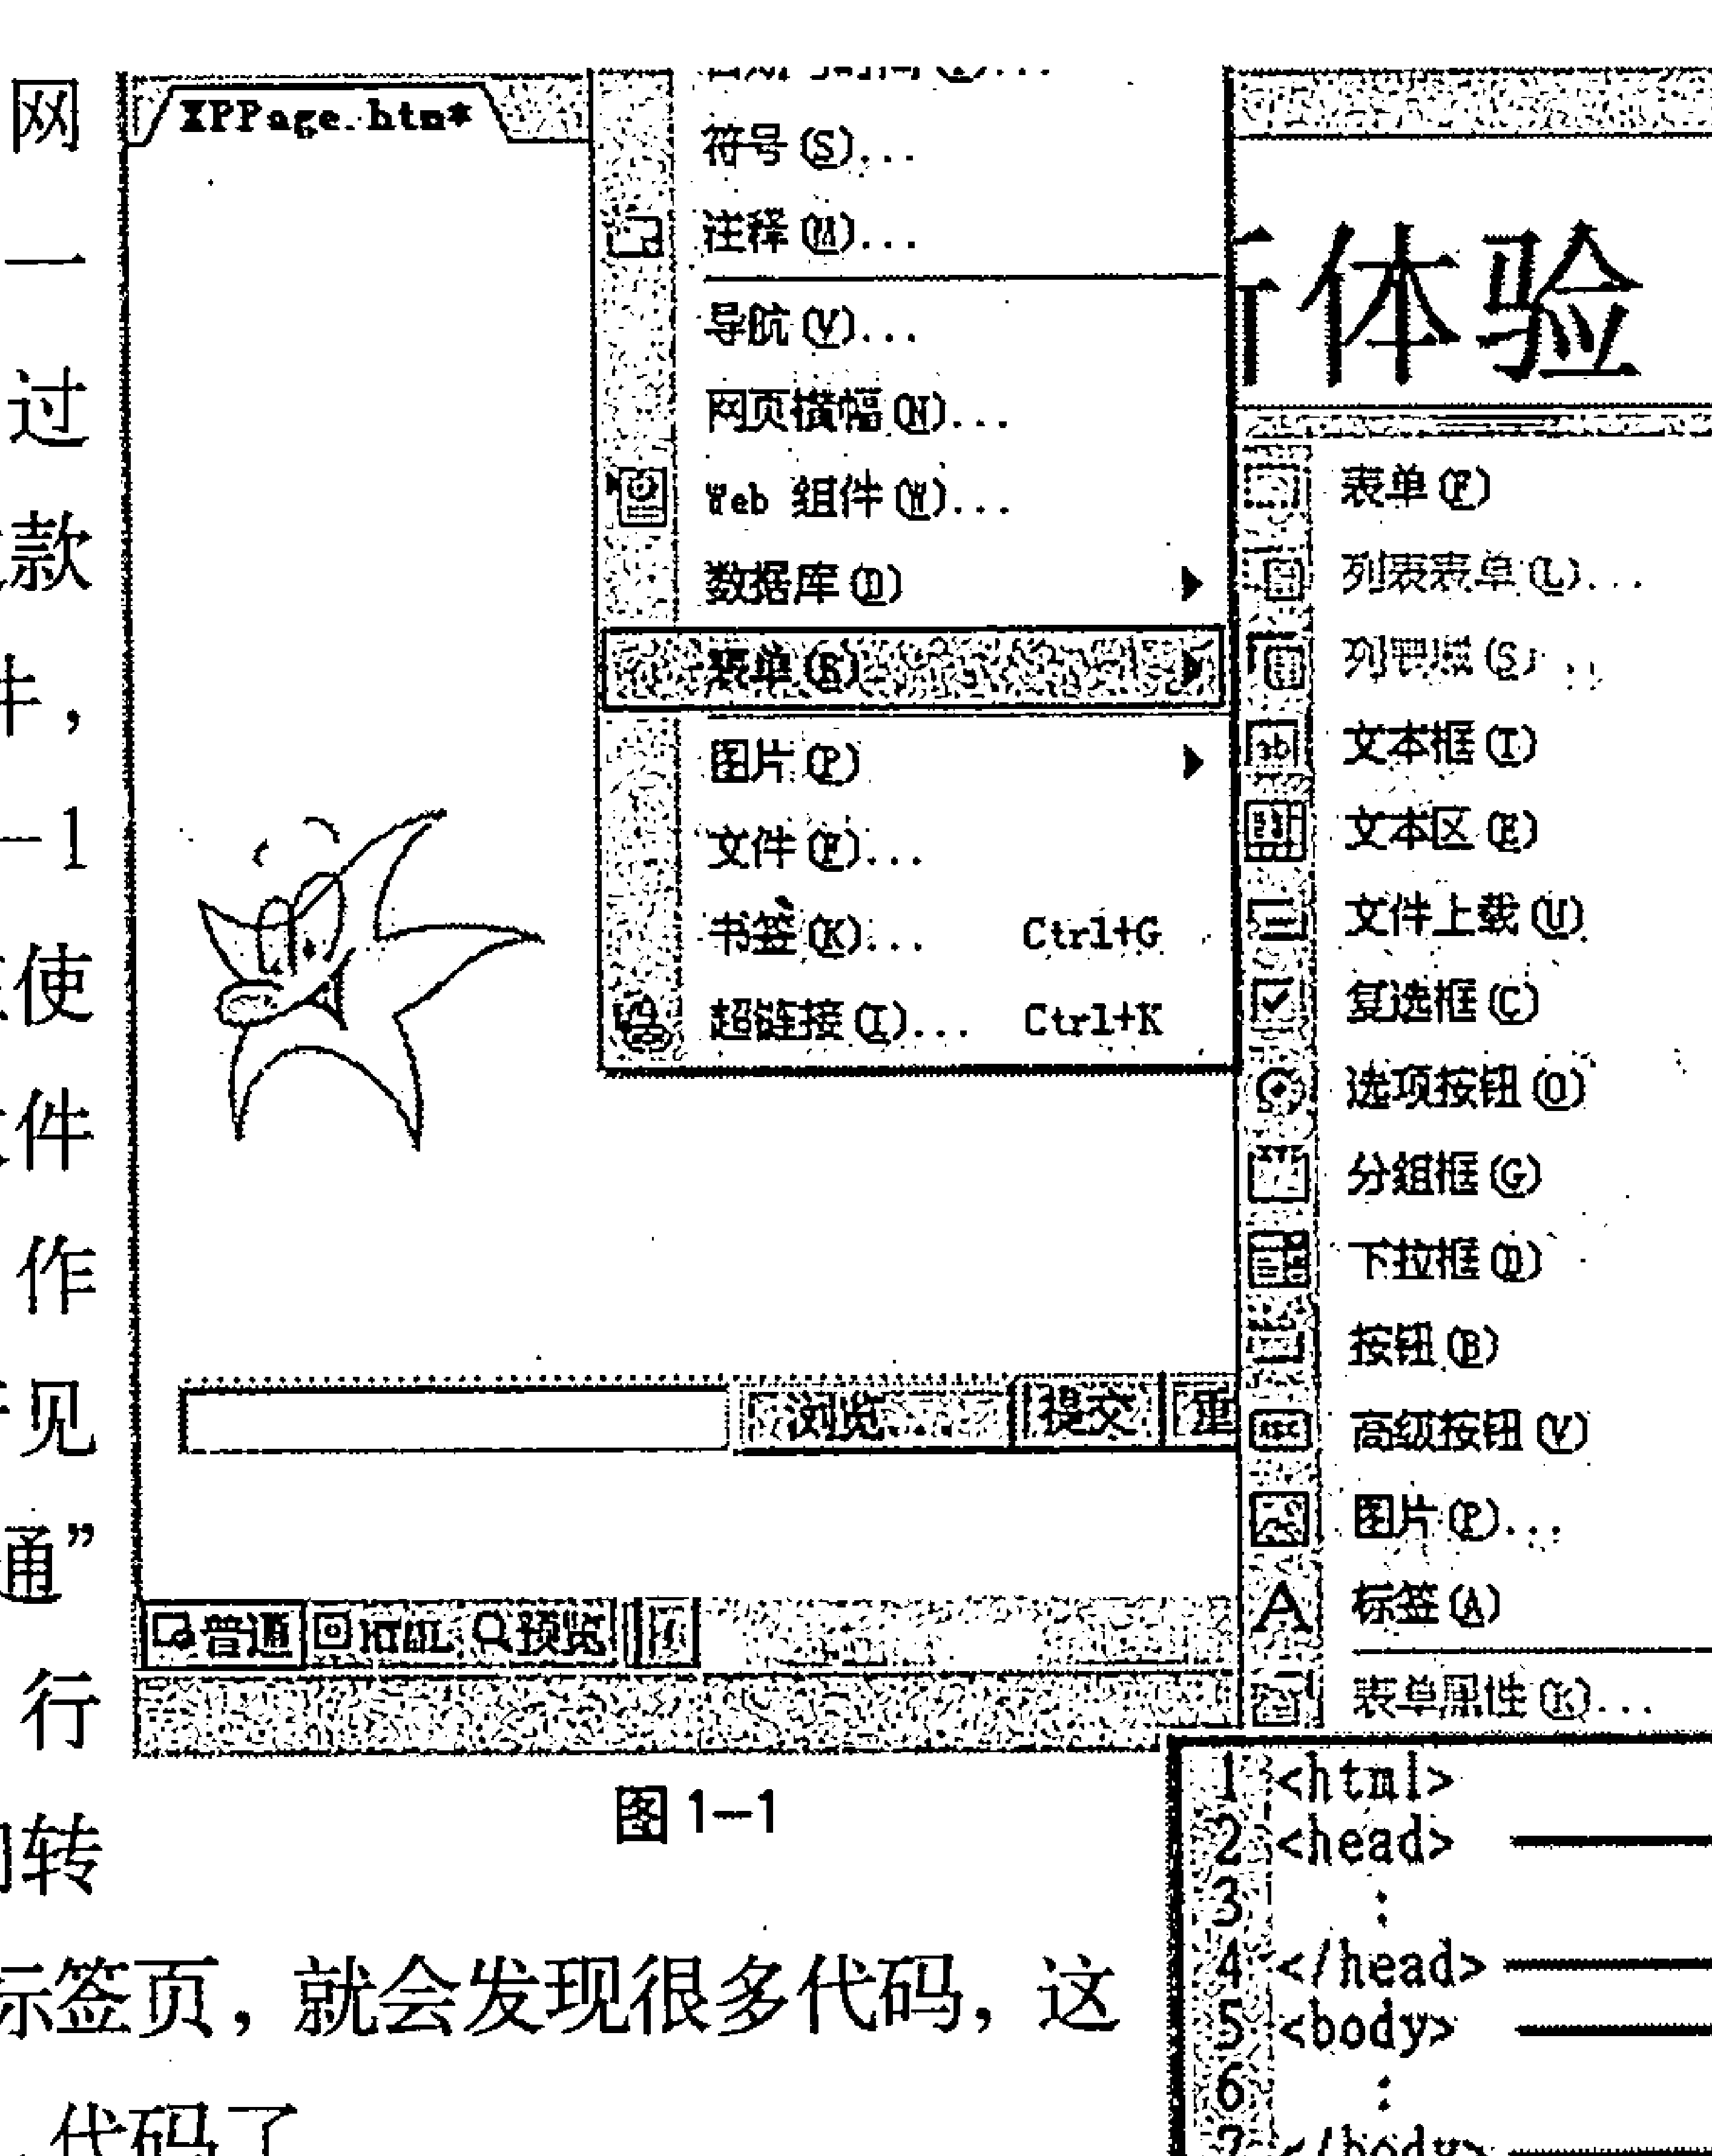 网
一
过
款
件，
-1
使
件
作
见
通”
行
转
标签页，就会发现很多代码，这
代码了
XPPage.htm*
符号(S)...
注释(M)...
导航(V)...
网页横幅(N)...
Web 组件(W)...
数据库(D)
表单(R)
图片(P)
文件(F)...
书签(K)... Ctrl+G
超链接(I)... Ctrl+K
体验
表单(F)
列表表单(L)...
文本框(T)
文本区(E)
文件上载(U)
复选框(C)
选项按钮(O)
分组框(G)
下拉框(D)
按钮(B)
高级按钮(V)
图片(P)...
标签(A)
表单属性(K)...
浏览... 提交 重
普通 HTML 预览
图 1-1
1 <html>
2 <head>
3 :
4 </head>
5 <body>
6 :
7 </body>